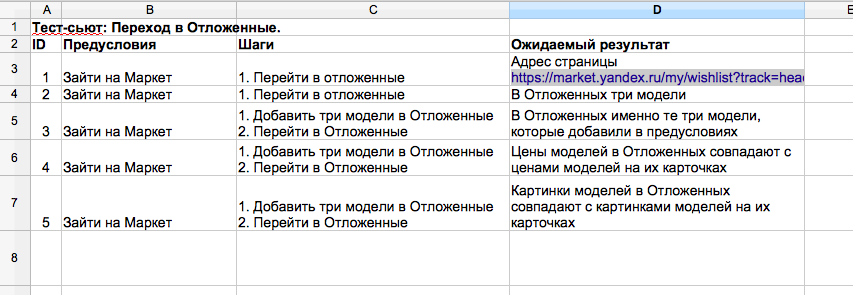 A B C D E
1 Тест-сьют: Переход в Отложенные.
2 ID Предусловия Шаги Ожидаемый результат
3 1 Зайти на Маркет 1. Перейти в отложенные Адрес страницы
https://market.yandex.ru/my/wishlist?track=head
4 2 Зайти на Маркет 1. Перейти в отложенные В Отложенных три модели
5 3 Зайти на Маркет 1. Добавить три модели в Отложенные В Отложенных именно те три модели,
2. Перейти в Отложенные которые добавили в предусловиях
6 4 Зайти на Маркет 1. Добавить три модели в Отложенные Цены моделей в Отложенных совпадают с
2. Перейти в Отложенные ценами моделей на их карточках
7 5 Зайти на Маркет 1. Добавить три модели в Отложенные Картинки моделей в Отложенных
2. Перейти в Отложенные совпадают с картинками моделей на их
карточках
8